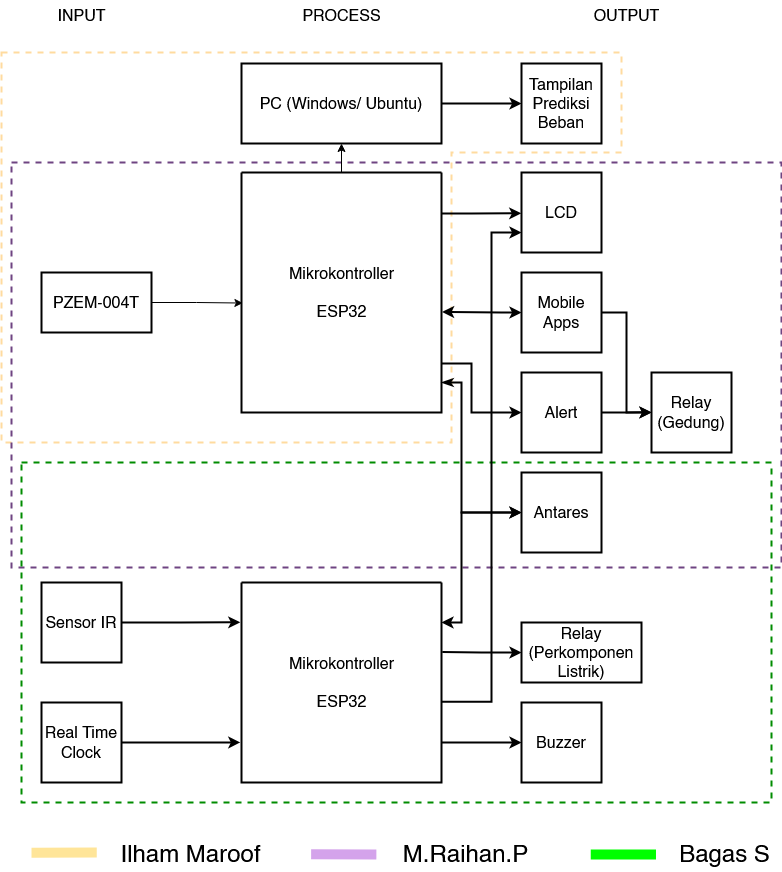 INPUT
PROCESS
OUTPUT
PC (Windows/ Ubuntu)
Tampilan
Prediksi
Beban
LCD
Mikrokontroller
ESP32
PZEM-004T
Mobile
Apps
Alert
Relay
(Gedung)
Antares
Sensor IR
Mikrokontroller
ESP32
Relay
(Perkomponen
Listrik)
Real Time
Clock
Buzzer
Ilham Maroof
M.Raihan.P
Bagas S